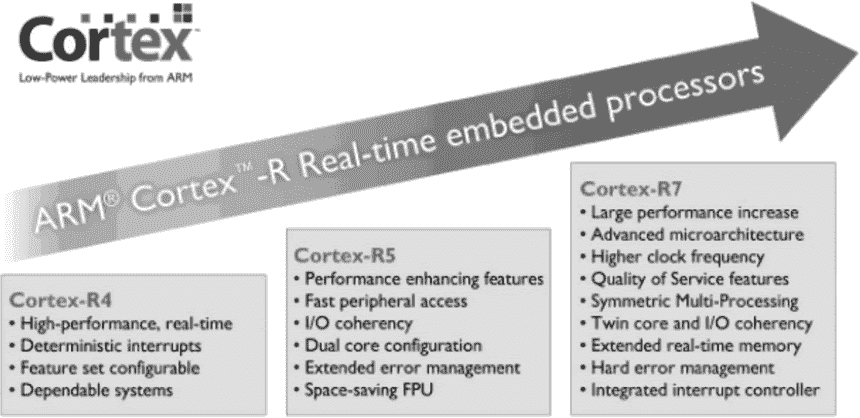 Cortex™
Low-Power Leadership from ARM
ARM® Cortex™-R Real-time embedded processors
Cortex-R4
• High-performance, real-time
• Deterministic interrupts
• Feature set configurable
• Dependable systems
Cortex-R5
• Performance enhancing features
• Fast peripheral access
• I/O coherency
• Dual core configuration
• Extended error management
• Space-saving FPU
Cortex-R7
• Large performance increase
• Advanced microarchitecture
• Higher clock frequency
• Quality of Service features
• Symmetric Multi-Processing
• Twin core and I/O coherency
• Extended real-time memory
• Hard error management
• Integrated interrupt controller